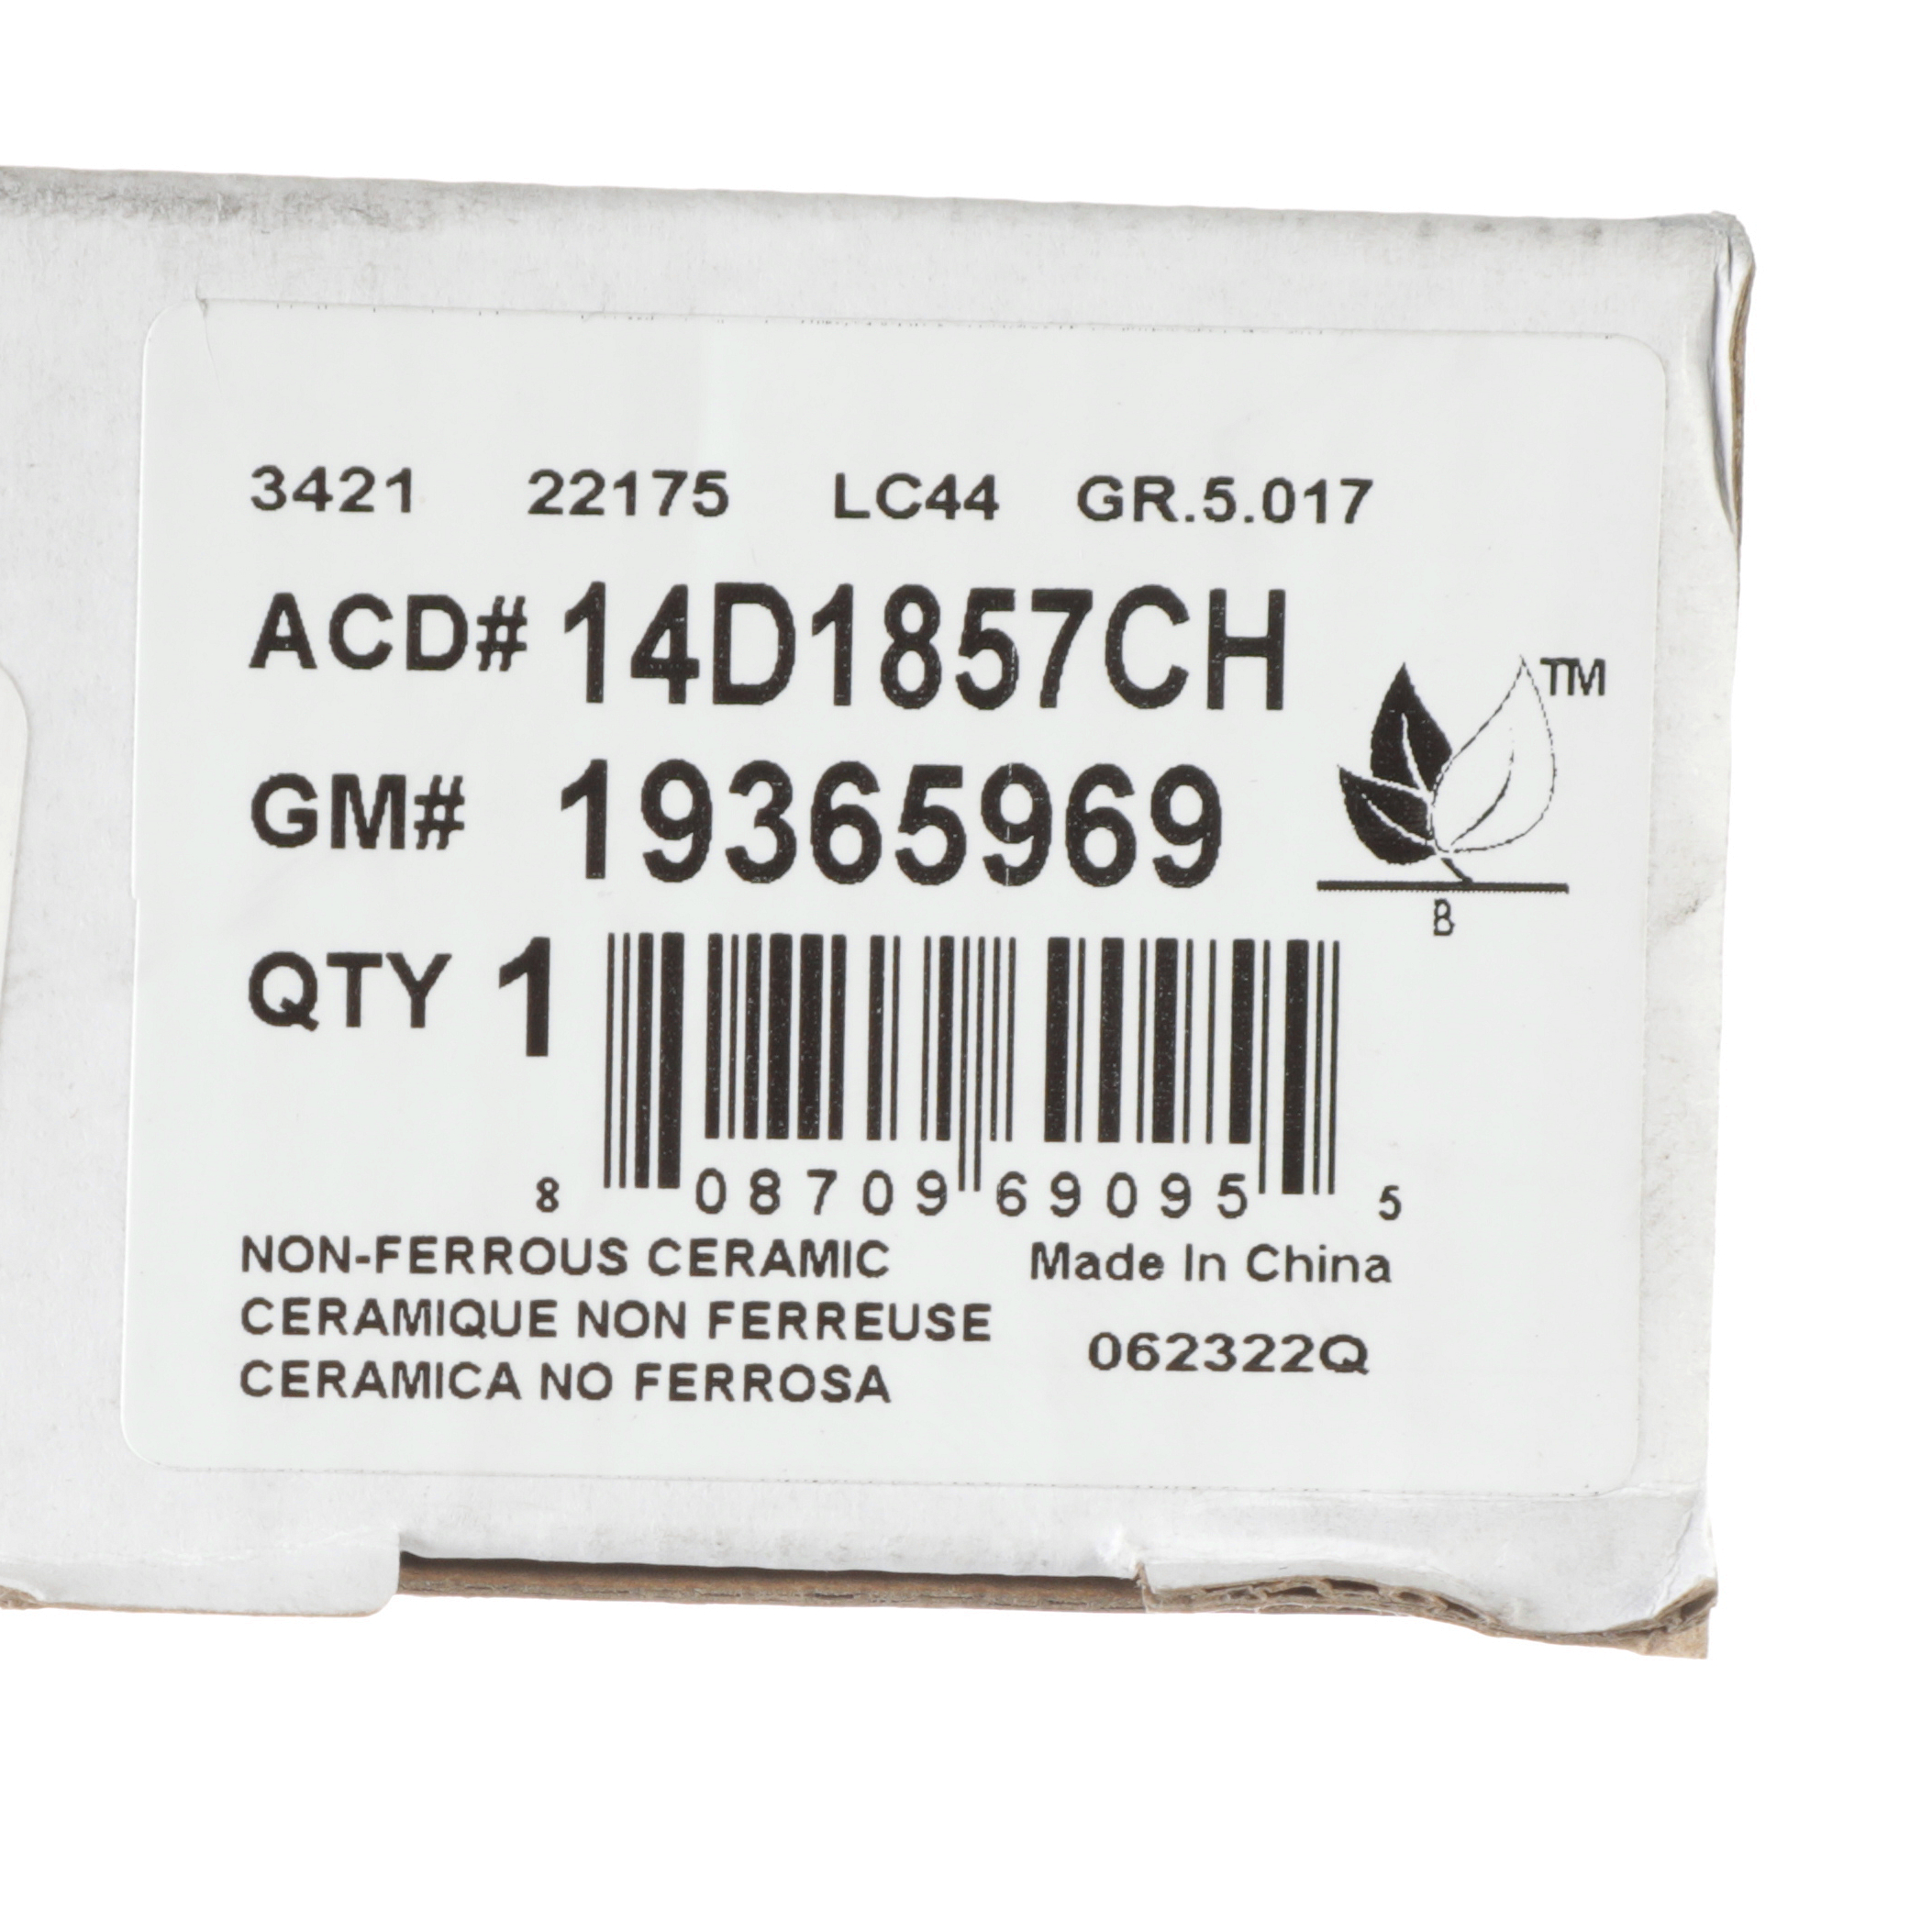 3421 22175 LC44 GR.5.017
ACD# 14D1857CH
TM
GM# 19365969
B
QTY 1
8 08709 69095 5
NON-FERROUS CERAMIC
Made In China
CERAMIQUE NON FERREUSE
062322Q
CERAMICA NO FERROSA